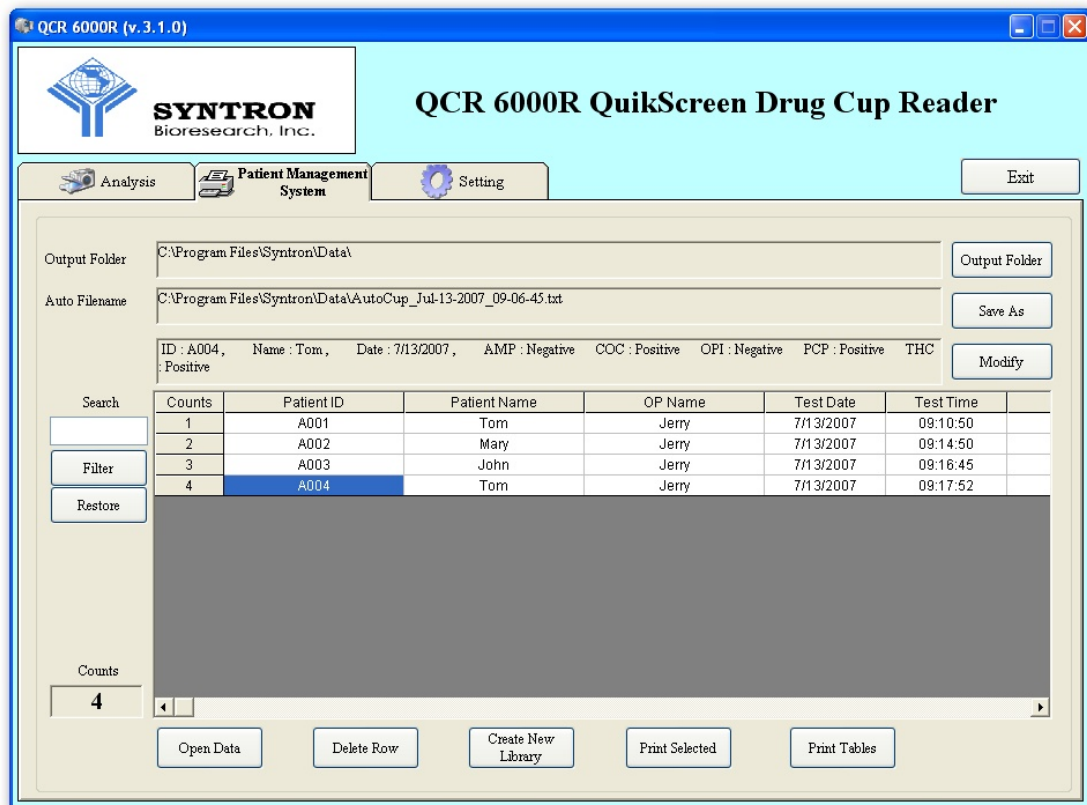 QCR 6000R (v.3.1.0)
SYNTRON
Bioresearch, Inc.
QCR 6000R QuikScreen Drug Cup Reader
Analysis
Patient Management
System
Setting
Exit
Output Folder
C:\Program Files\Syntron\Data\
Output Folder
Auto Filename
C:\Program Files\Syntron\Data\AutoCup_Jul-13-2007_09-06-45.txt
Save As
ID : A004 , Name : Tom , Date : 7/13/2007 , AMP : Negative COC : Positive OPI : Negative PCP : Positive THC
: Positive
Modify
Search
Filter
Restore
Counts Patient ID Patient Name OP Name Test Date Test Time
1 A001 Tom Jerry 7/13/2007 09:10:50
2 A002 Mary Jerry 7/13/2007 09:14:50
3 A003 John Jerry 7/13/2007 09:16:45
4 A004 Tom Jerry 7/13/2007 09:17:52
Counts
4
Open Data
Delete Row
Create New
Library
Print Selected
Print Tables